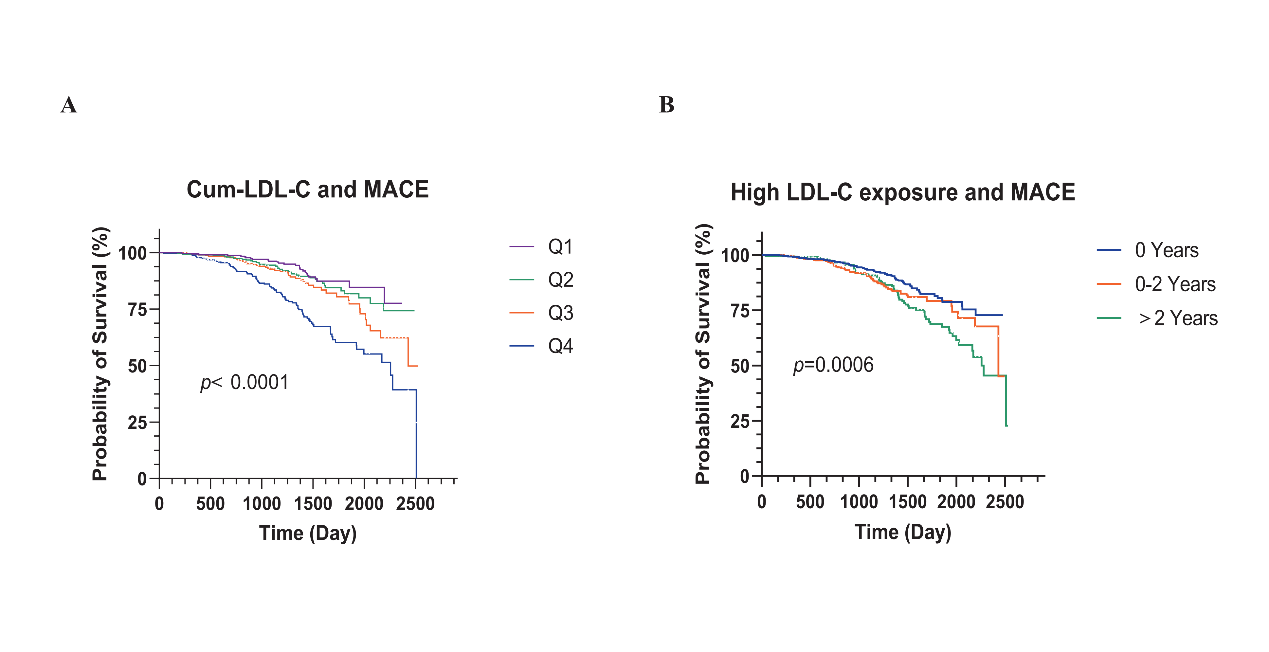 A
B
Cum-LDL-C and MACE
Probability of Survival (%)
100
75
50
25
0
0 500 1000 1500 2000 2500
Time (Day)
p< 0.0001
Q1
Q2
Q3
Q4
High LDL-C exposure and MACE
Probability of Survival (%)
100
75
50
25
0
0 500 1000 1500 2000 2500
Time (Day)
p=0.0006
0 Years
0-2 Years
>2 Years